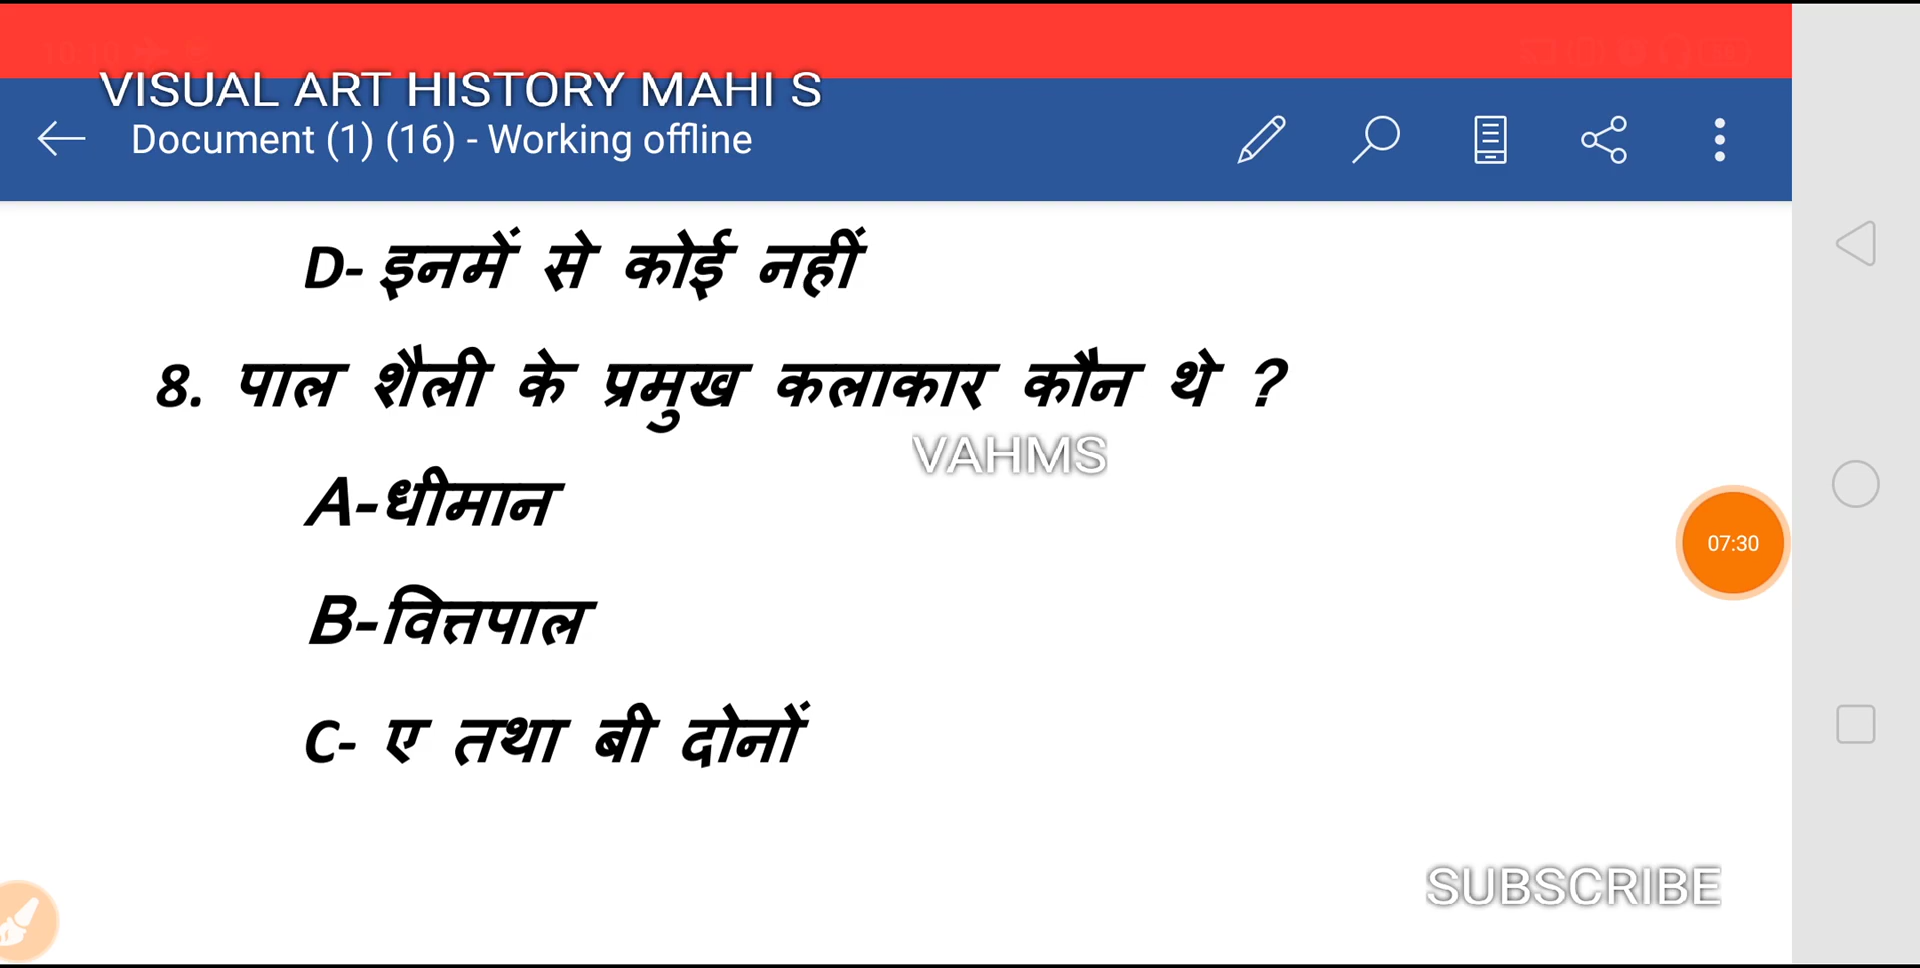 VISUAL ART HISTORY MAHI S
Document (1) (16) - Working offline
D- इनमें से कोई नहीं
8. पाल शैली के प्रमुख कलाकार कौन थे ?
VAHMS
A-धीमान
07:30
B-वित्तपाल
C- ए तथा बी दोनों
SUBSCRIBE